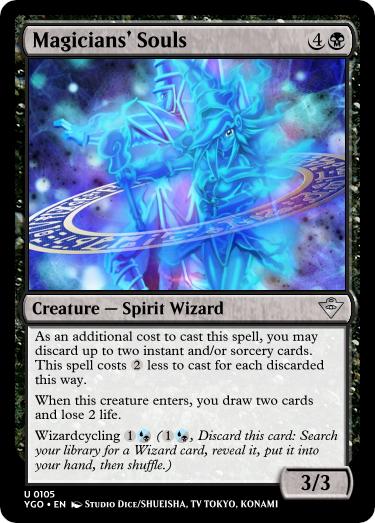 Magicians' Souls 4
Creature — Spirit Wizard
As an additional cost to cast this spell, you may
discard up to two instant and/or sorcery cards.
This spell costs 2 less to cast for each discarded
this way.
When this creature enters, you draw two cards
and lose 2 life.
Wizardcycling 1 (1, Discard this card: Search
your library for a Wizard card, reveal it, put it into
your hand, then shuffle.)
3/3
U 0105
YGO • EN Studio Dice/SHUEISHA, TV TOKYO, KONAMI